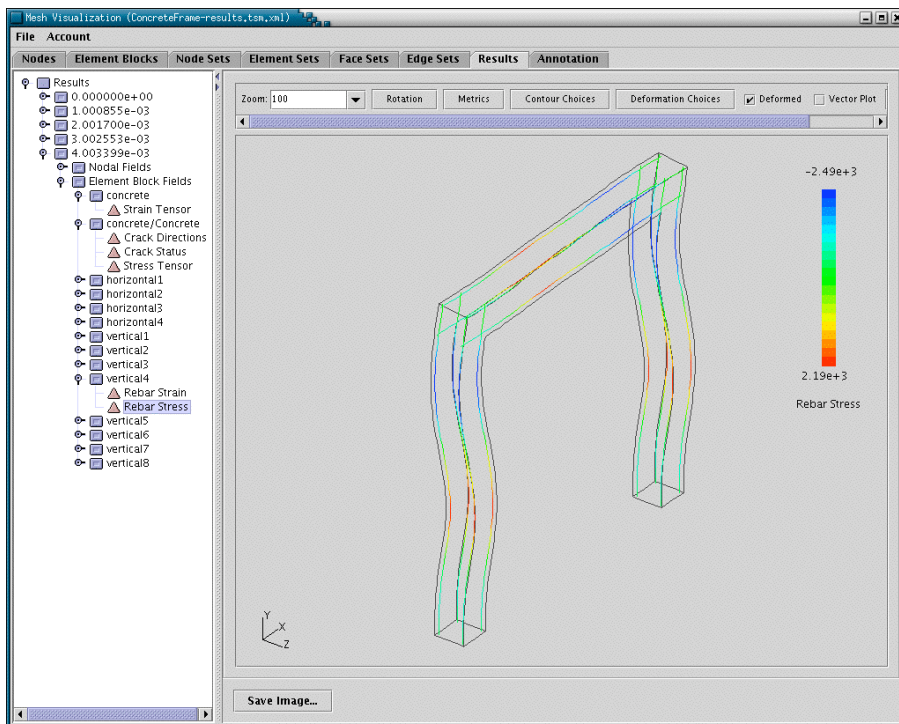 Mesh Visualization (ConcreteFrame-results.tsm.xml)
File Account
Nodes Element Blocks Node Sets Element Sets Face Sets Edge Sets Results Annotation
Results
0.000000e+00
1.000855e-03
2.001700e-03
3.002553e-03
4.003399e-03
Nodal Fields
Element Block Fields
concrete
Strain Tensor
concrete/Concrete
Crack Directions
Crack Status
Stress Tensor
horizontal1
horizontal2
horizontal3
horizontal4
vertical1
vertical2
vertical3
vertical4
Rebar Strain
Rebar Stress
vertical5
vertical6
vertical7
vertical8
Zoom: 100 Rotation Metrics Contour Choices Deformation Choices Deformed Vector Plot
-2.49e+3
2.19e+3
Rebar Stress
Y
X
Z
Save Image...